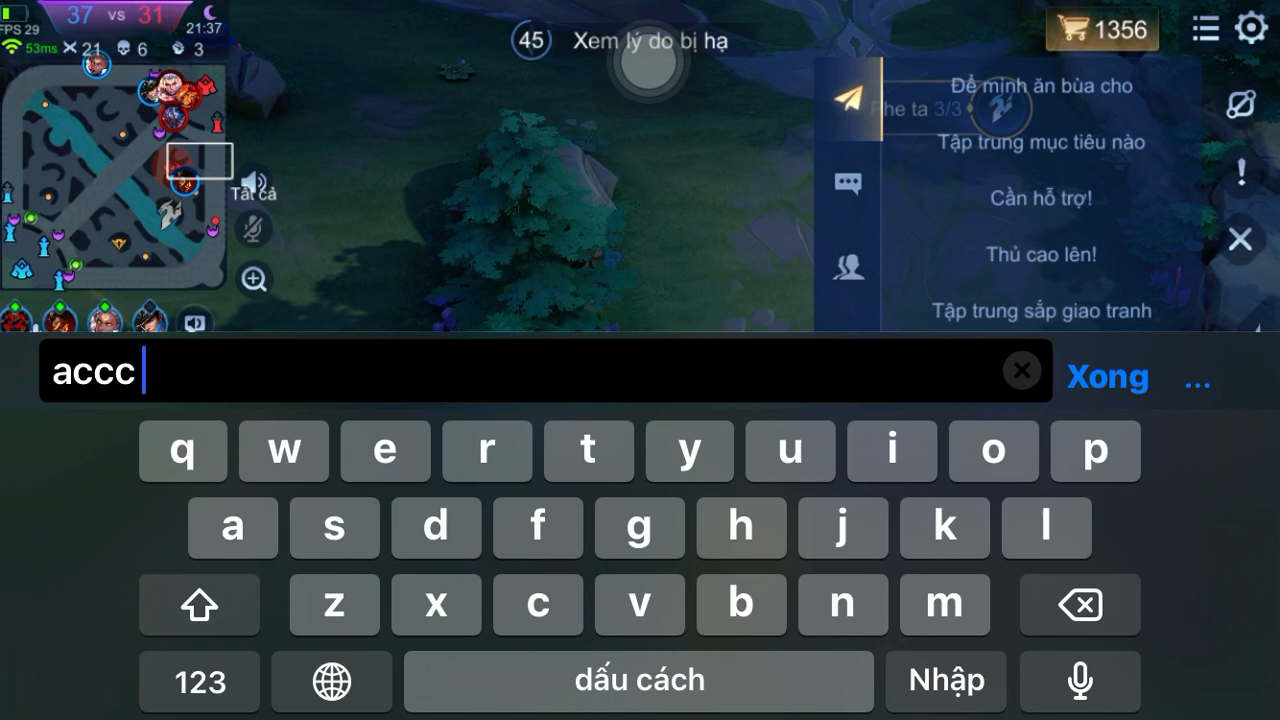 37 vs 31
FPS 29
21:37
53ms 21 6 3
45 Xem lý do bị hạ
1356
Để mình ăn bùa cho
Phe ta 3/3
Tập trung mục tiêu nào
Tất cả
Cần hỗ trợ!
Thủ cao lên!
Tập trung sắp giao tranh
accc
Xong ...
q w e r t y u i o p
a s d f g h j k l
z x c v b n m
123 dấu cách Nhập